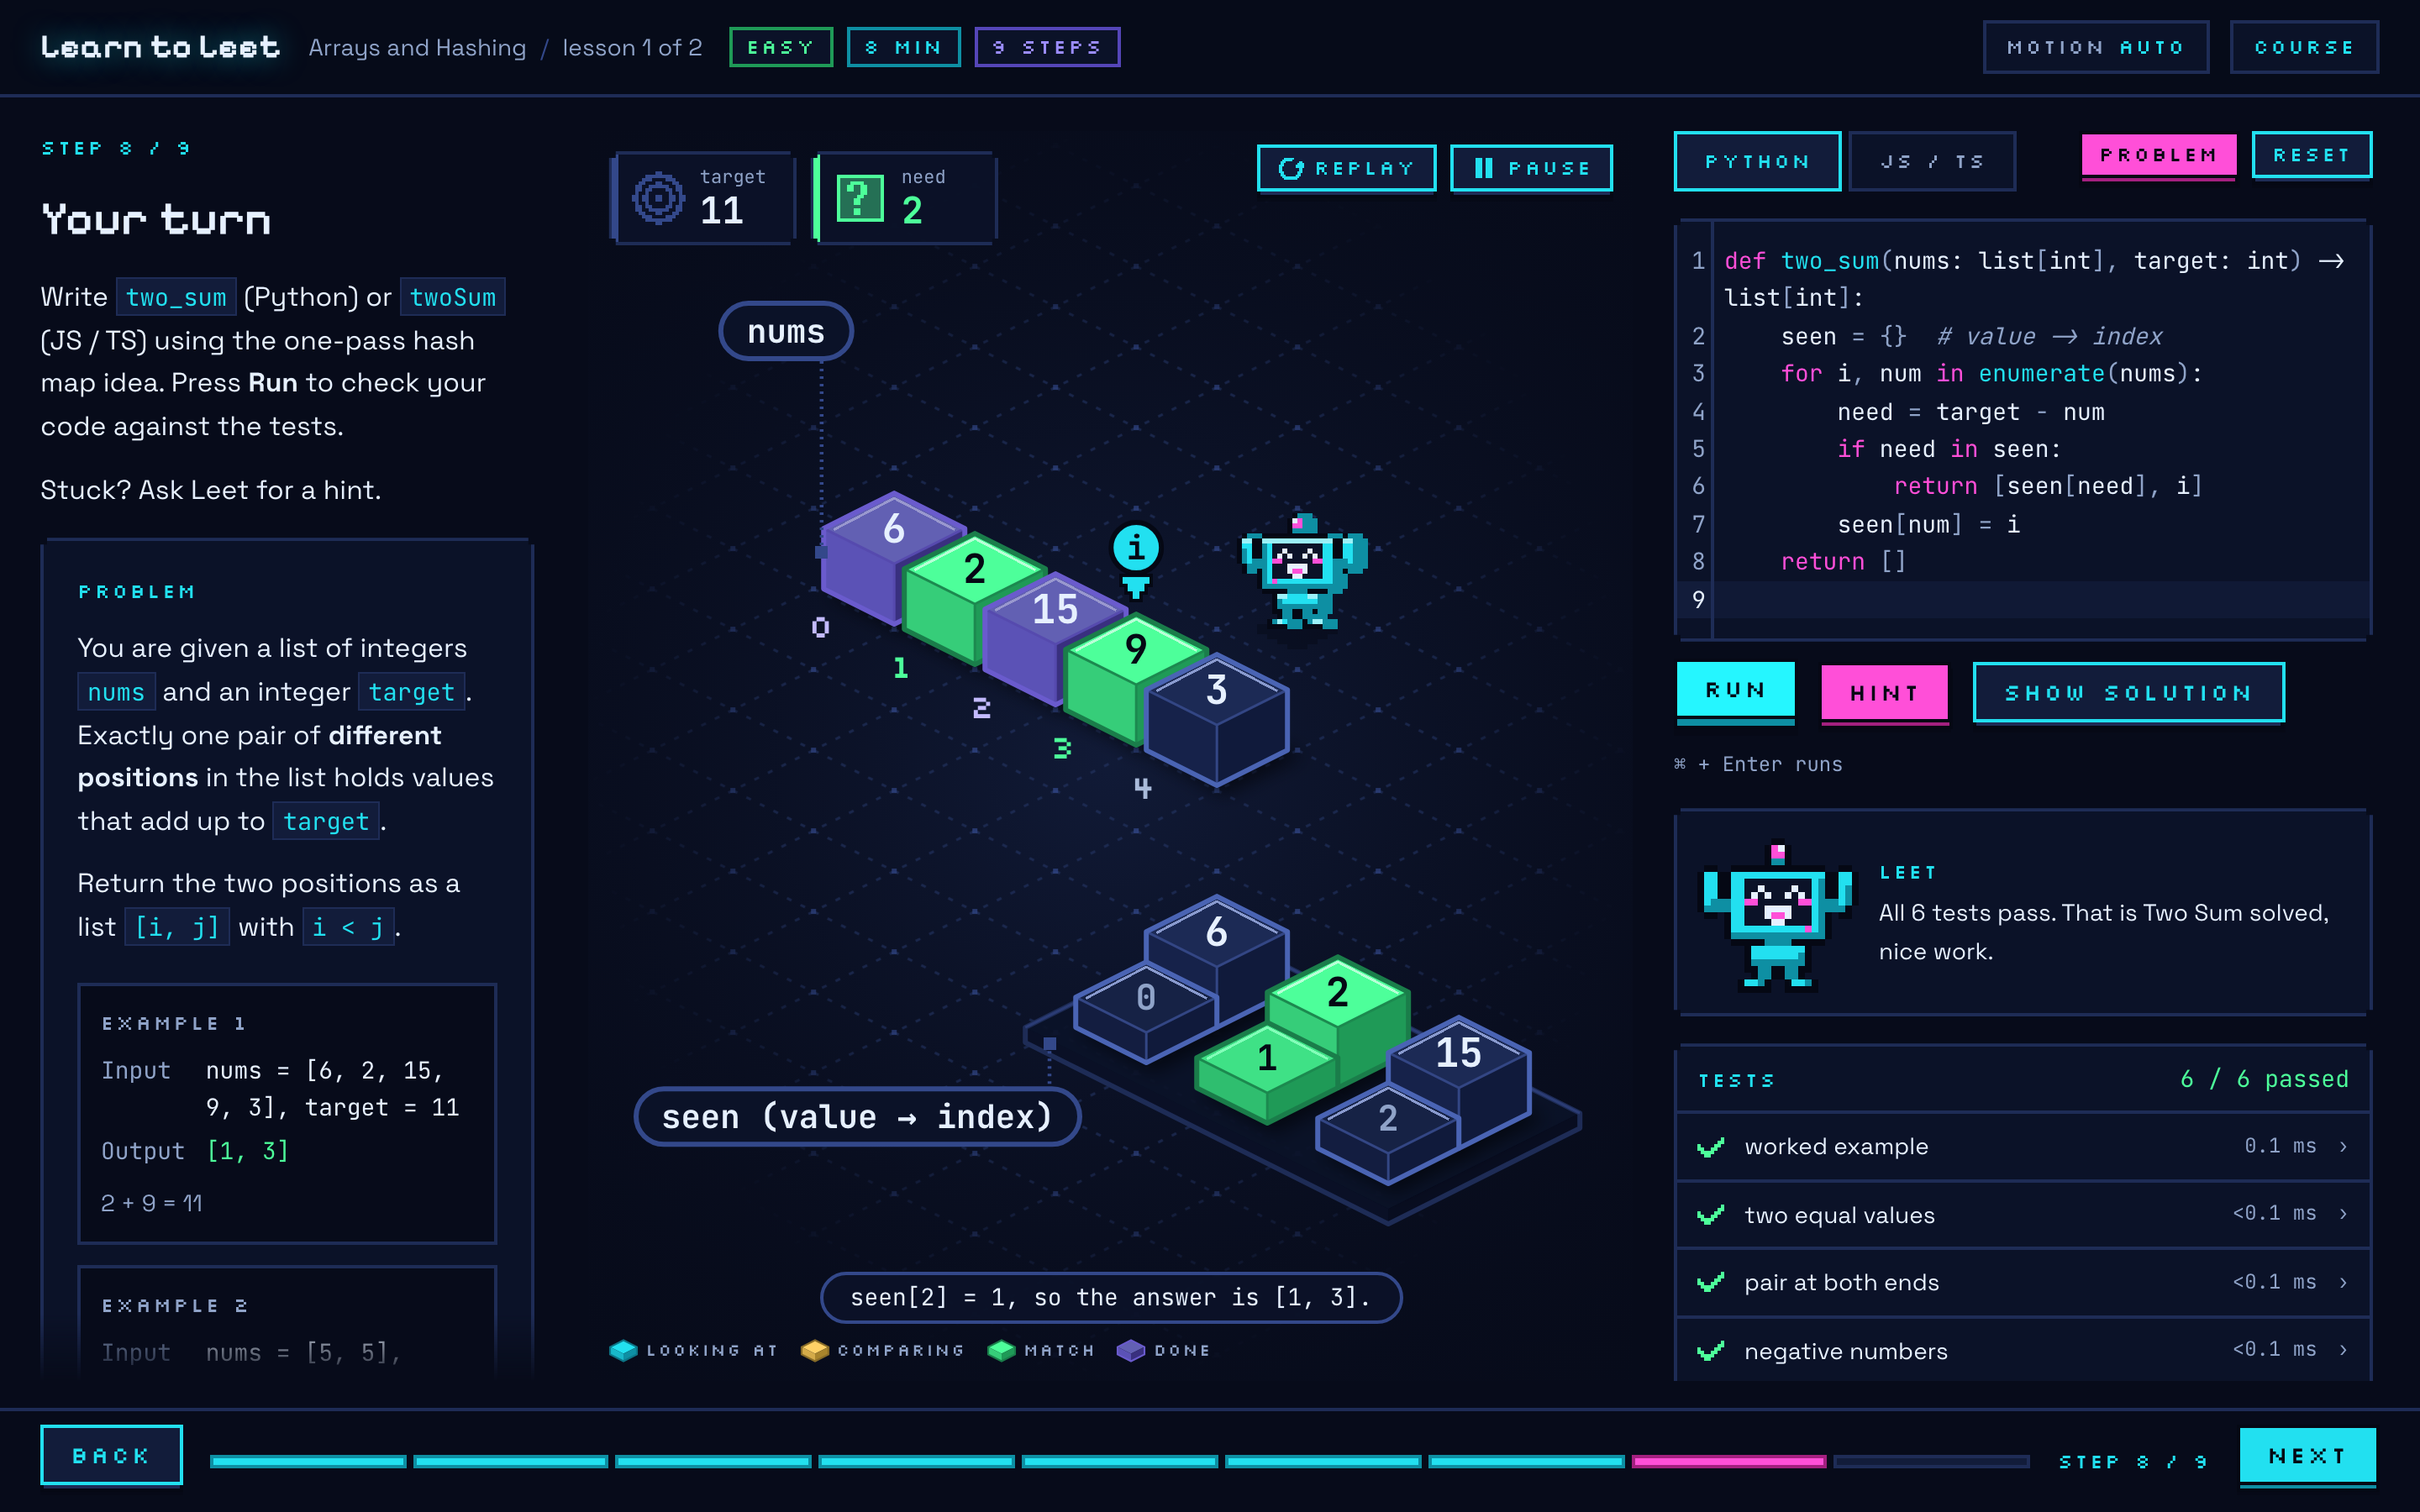 Learn to Leet
Arrays and Hashing / lesson 1 of 2
EASY
8 MIN
9 STEPS
MOTION AUTO
COURSE
STEP 8 / 9
Your turn
Write two_sum (Python) or twoSum
(JS / TS) using the one-pass hash
map idea. Press Run to check your
code against the tests.
Stuck? Ask Leet for a hint.
PROBLEM
You are given a list of integers
nums and an integer target.
Exactly one pair of different
positions in the list holds values
that add up to target.
Return the two positions as a
list [i, j] with i < j.
EXAMPLE 1
Input nums = [6, 2, 15,
9, 3], target = 11
Output [1, 3]
2 + 9 = 11
EXAMPLE 2
Input nums = [5, 5],
target
11
need
2
REPLAY
PAUSE
nums
6
2
15
9
3
i
0
1
2
3
4
6
0
2
1
15
2
seen (value → index)
seen[2] = 1, so the answer is [1, 3].
LOOKING AT
COMPARING
MATCH
DONE
PYTHON
JS / TS
PROBLEM
RESET
1 def two_sum(nums: list[int], target: int) ->
list[int]:
2 seen = {} # value -> index
3 for i, num in enumerate(nums):
4 need = target - num
5 if need in seen:
6 return [seen[need], i]
7 seen[num] = i
8 return []
9
RUN
HINT
SHOW SOLUTION
⌘ + Enter runs
LEET
All 6 tests pass. That is Two Sum solved,
nice work.
TESTS
6 / 6 passed
worked example 0.1 ms ›
two equal values <0.1 ms ›
pair at both ends <0.1 ms ›
negative numbers <0.1 ms ›
BACK
STEP 8 / 9
NEXT